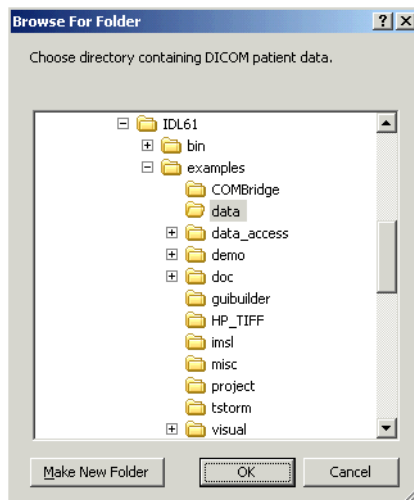 Browse For Folder
Choose directory containing DICOM patient data.
IDL61
bin
examples
COMBridge
data
data_access
demo
doc
guibuilder
HP_TIFF
imsl
misc
project
tstorm
visual
Make New Folder
OK
Cancel